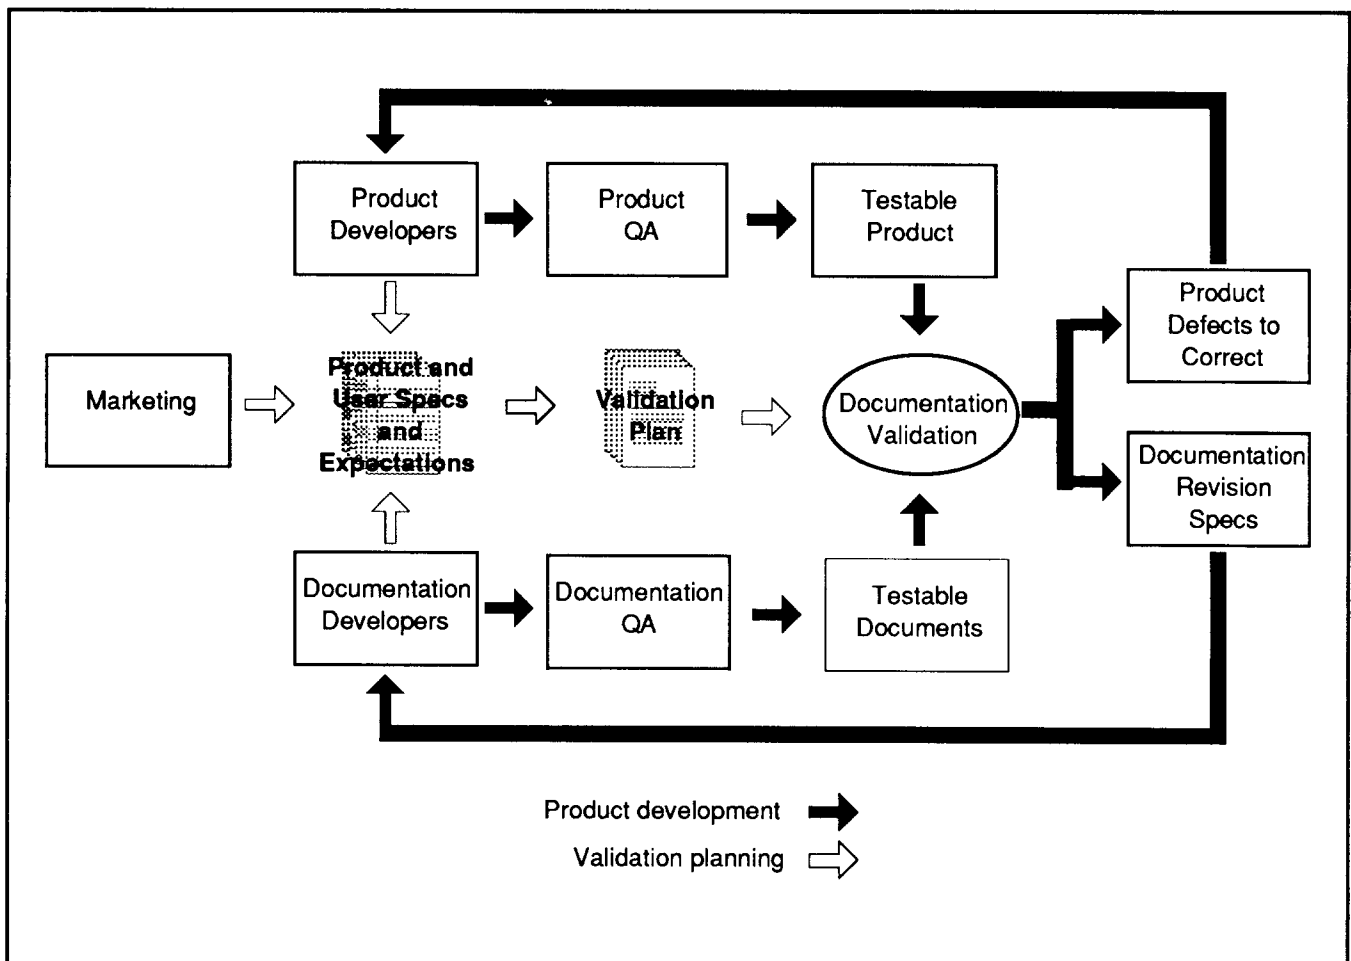 Product
Developers
Product
QA
Testable
Product
Product
Defects to
Correct
Marketing
Product and
User Specs
and
Expectations
Validation
Plan
Documentation
Validation
Documentation
Revision
Specs
Documentation
Developers
Documentation
QA
Testable
Documents
Product development
Validation planning